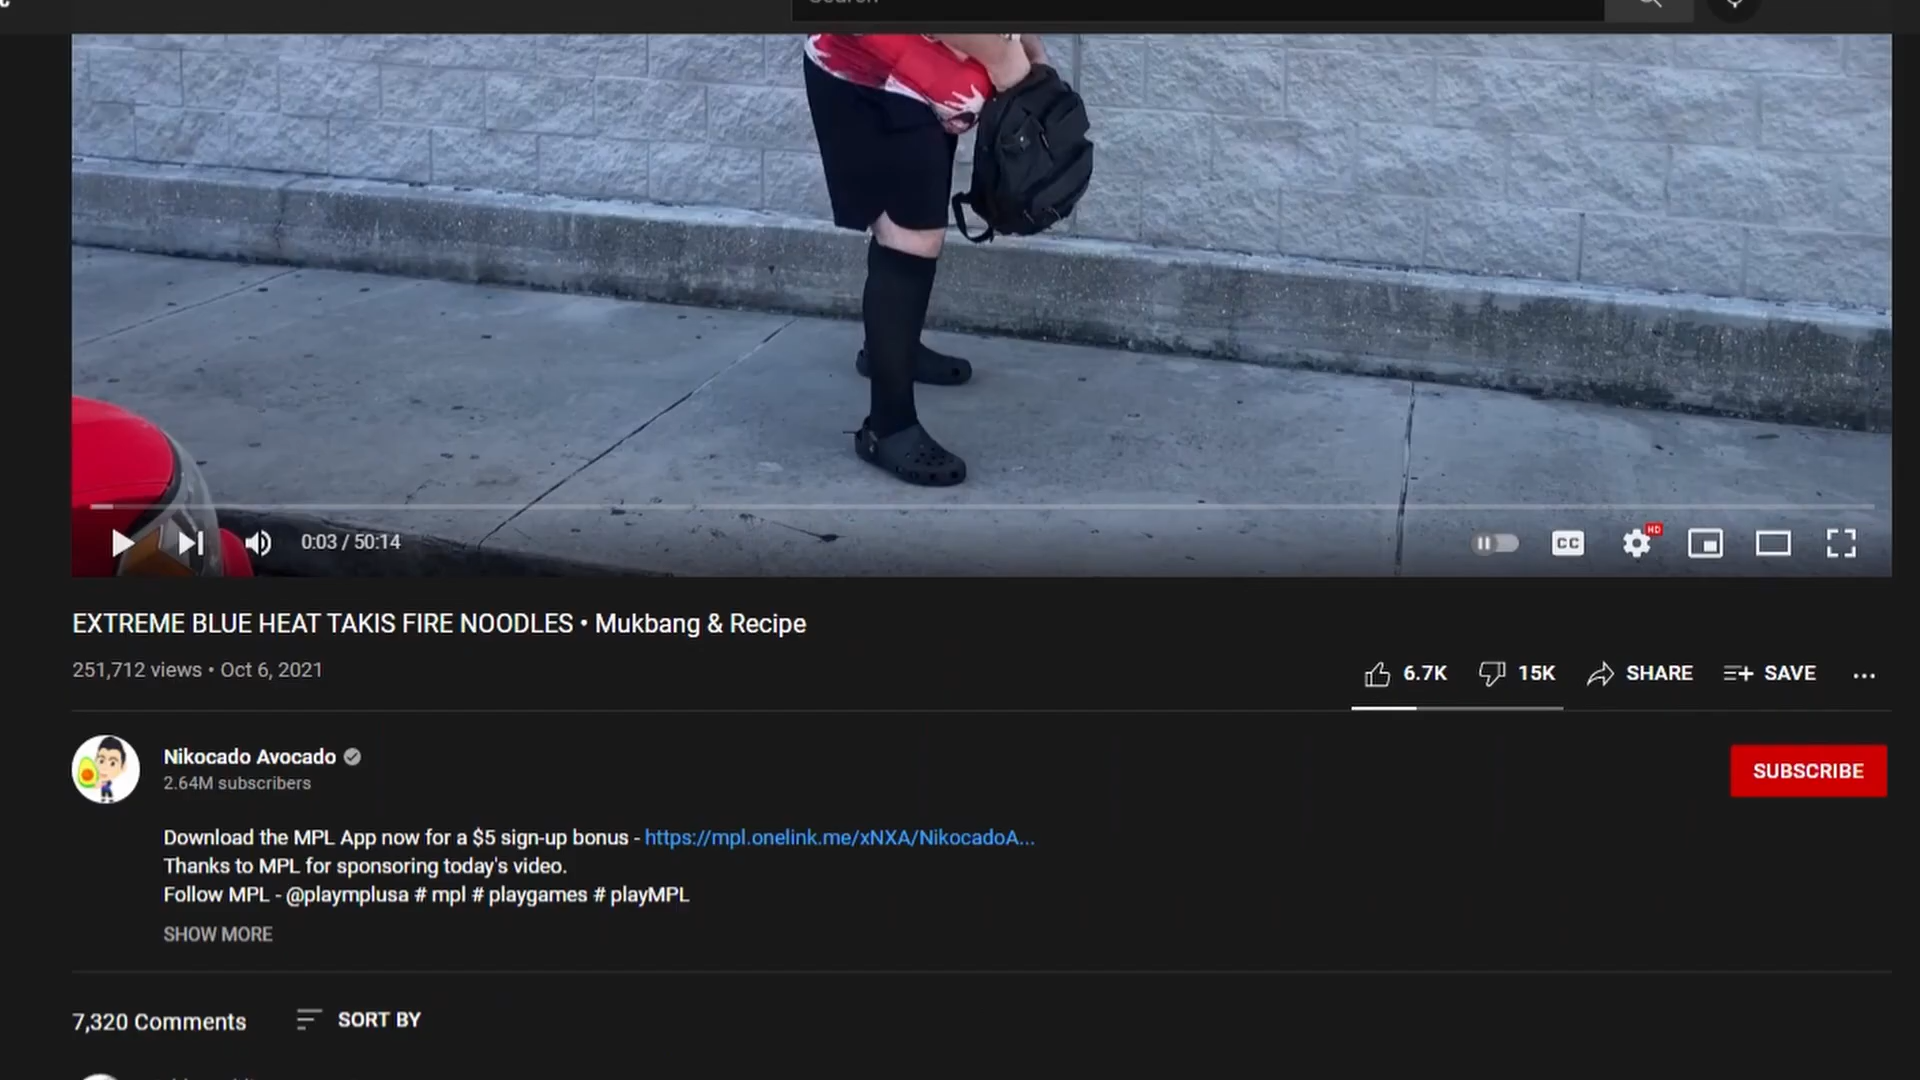 Search
0:03 / 50:14
CC
HD
EXTREME BLUE HEAT TAKIS FIRE NOODLES • Mukbang & Recipe
251,712 views • Oct 6, 2021
6.7K
15K
SHARE
SAVE
Nikocado Avocado
2.64M subscribers
SUBSCRIBE
Download the MPL App now for a $5 sign-up bonus - https://mpl.onelink.me/xNXA/NikocadoA...
Thanks to MPL for sponsoring today's video.
Follow MPL - @playmplusa # mpl # playgames # playMPL
SHOW MORE
7,320 Comments
SORT BY